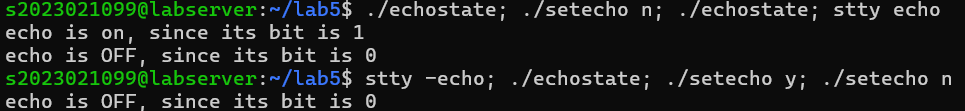 s2023021099@labserver:~/lab5$ ./echostate; ./setecho n; ./echostate; stty echo
echo is on, since its bit is 1
echo is OFF, since its bit is 0
s2023021099@labserver:~/lab5$ stty -echo; ./echostate; ./setecho y; ./setecho n
echo is OFF, since its bit is 0